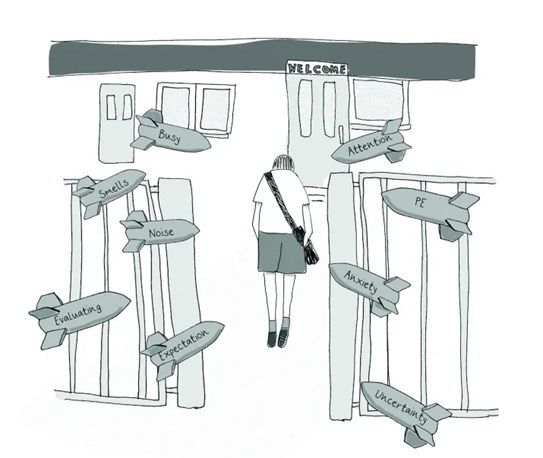 WELCOME
Busy
Attention
Smells
PE
Noise
Anxiety
Evaluating
Expectation
Uncertainty